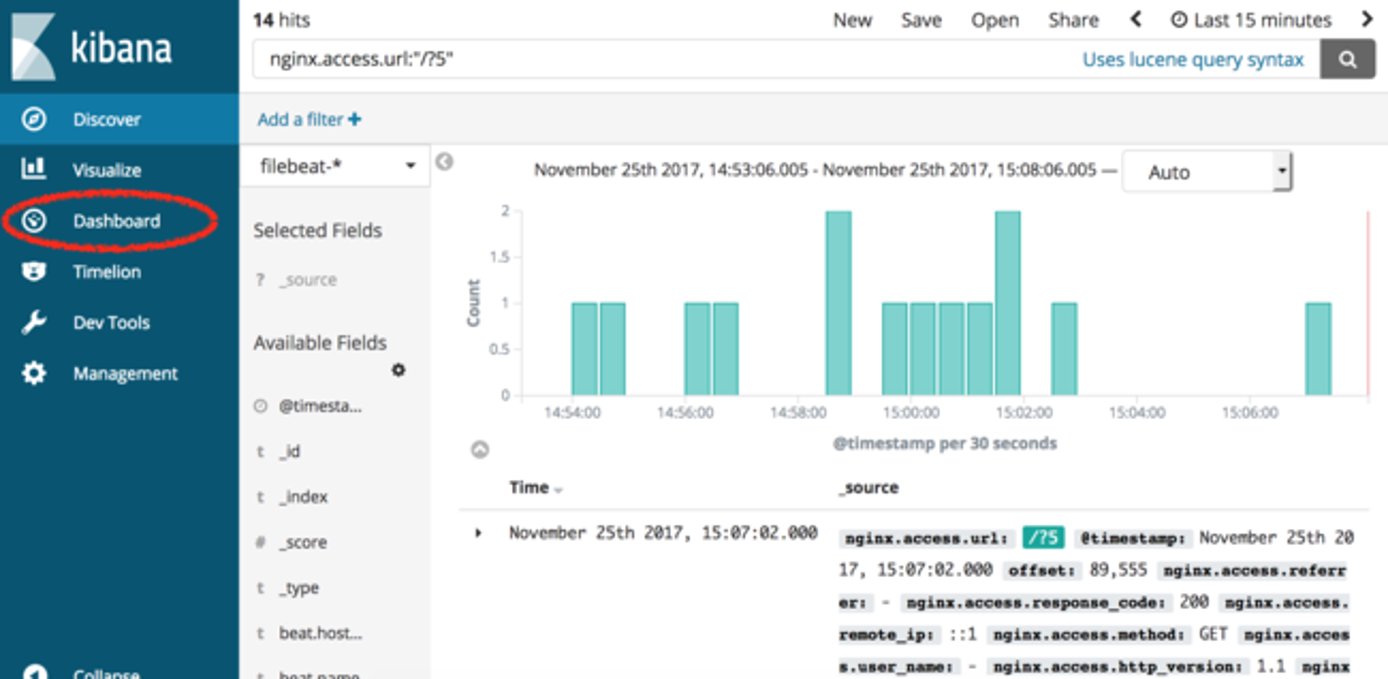 kibana
Discover
Visualize
Dashboard
Timelion
Dev Tools
Management
Collapse
14 hits
New Save Open Share Last 15 minutes
nginx.access.url:"/?5" Uses lucene query syntax
Add a filter +
filebeat-*
Selected Fields
? _source
Available Fields
@timesta...
t _id
t _index
# _score
t _type
t beat.host...
t beat.name
November 25th 2017, 14:53:06.005 - November 25th 2017, 15:08:06.005 — Auto
Count
2
1.5
1
0.5
0
14:54:00 14:56:00 14:58:00 15:00:00 15:02:00 15:04:00 15:06:00
@timestamp per 30 seconds
Time _source
November 25th 2017, 15:07:02.000 nginx.access.url: /?5 @timestamp: November 25th 20
17, 15:07:02.000 offset: 89,555 nginx.access.referr
er: - nginx.access.response_code: 200 nginx.access.
remote_ip: ::1 nginx.access.method: GET nginx.acces
s.user_name: - nginx.access.http_version: 1.1 nginx